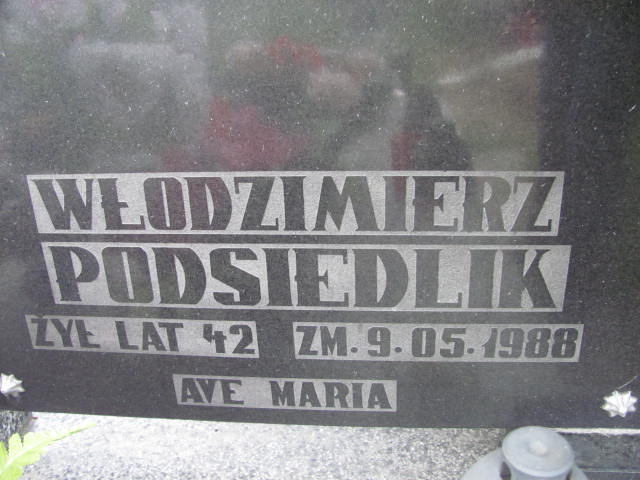 WŁODZIMIERZ
PODSIEDLIK
ŻYŁ LAT 42 ZM. 9. 05. 1988
AVE MARIA